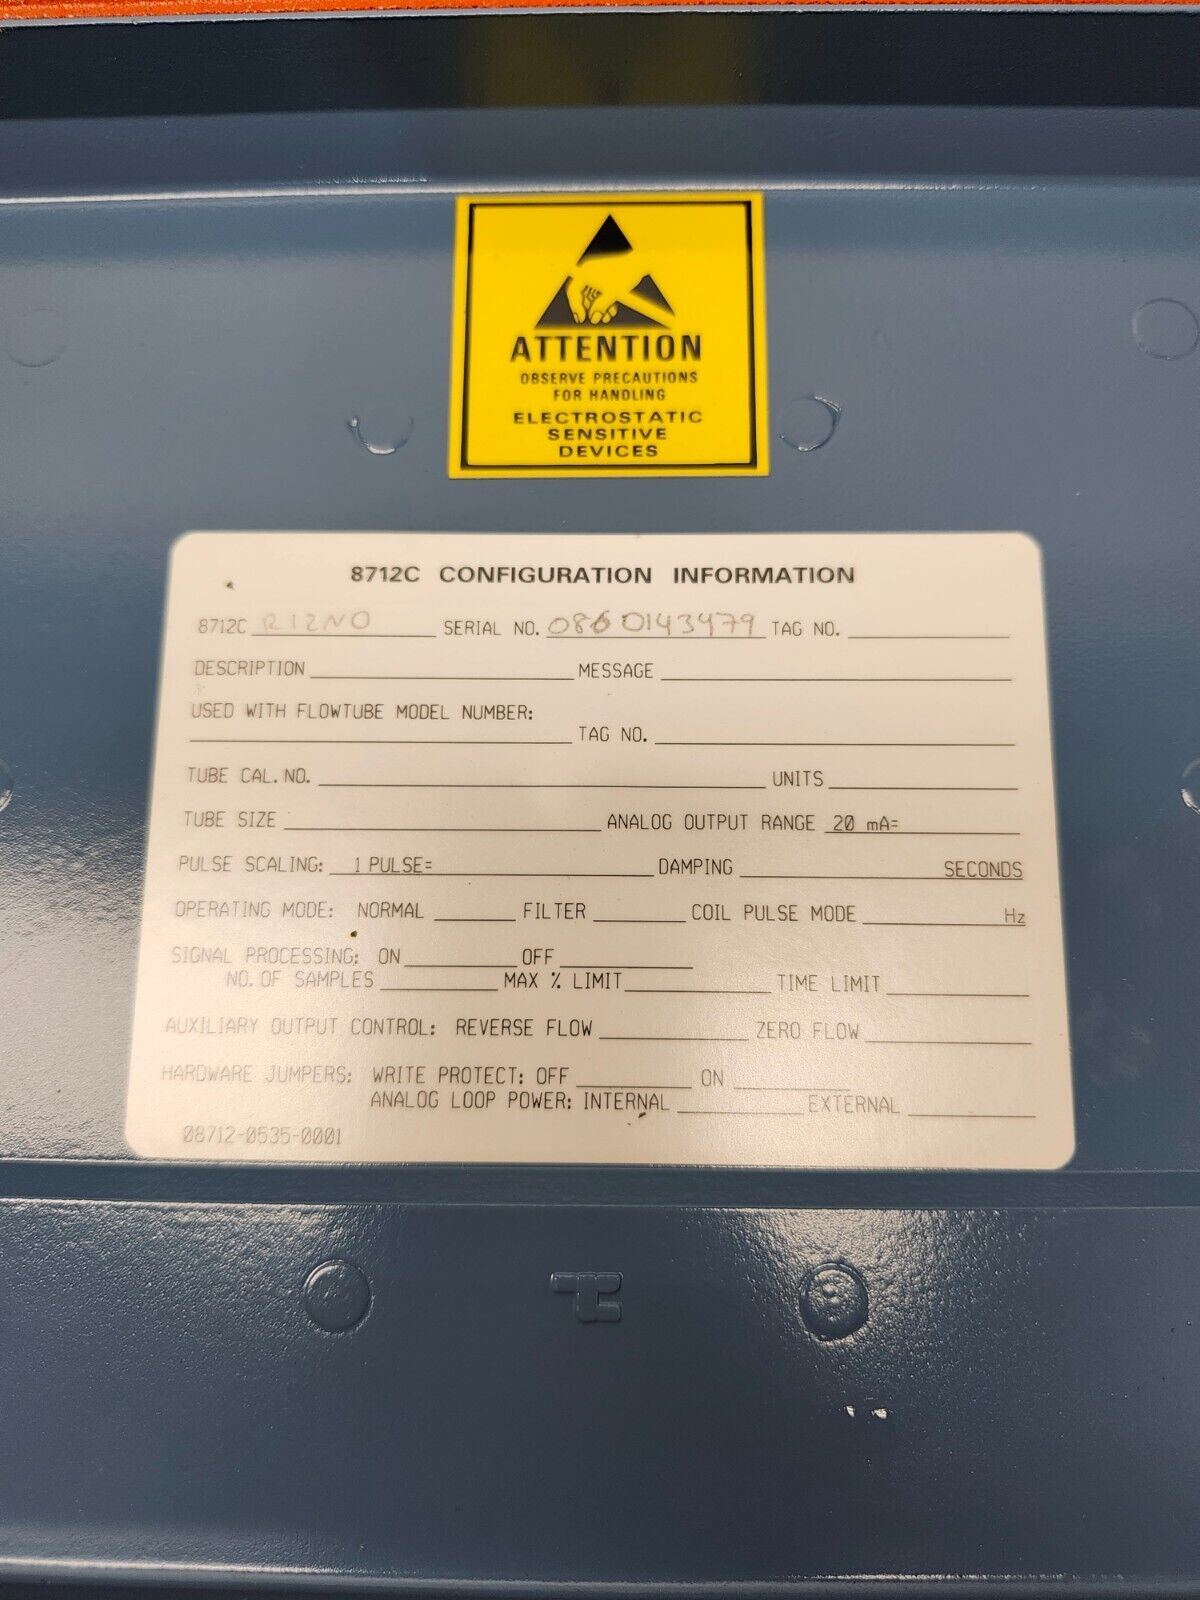 ATTENTION
OBSERVE PRECAUTIONS
FOR HANDLING
ELECTROSTATIC
SENSITIVE
DEVICES
8712C CONFIGURATION INFORMATION
8712C R12N0 SERIAL NO. 0860143479 TAG NO.
DESCRIPTION MESSAGE
USED WITH FLOWTUBE MODEL NUMBER:
TAG NO.
TUBE CAL. NO. UNITS
TUBE SIZE ANALOG OUTPUT RANGE 20 mA=
PULSE SCALING: 1 PULSE= DAMPING SECONDS
OPERATING MODE: NORMAL FILTER COIL PULSE MODE Hz
SIGNAL PROCESSING: ON OFF
NO. OF SAMPLES MAX % LIMIT TIME LIMIT
AUXILIARY OUTPUT CONTROL: REVERSE FLOW ZERO FLOW
HARDWARE JUMPERS: WRITE PROTECT: OFF ON
ANALOG LOOP POWER: INTERNAL EXTERNAL
08712-0535-0001